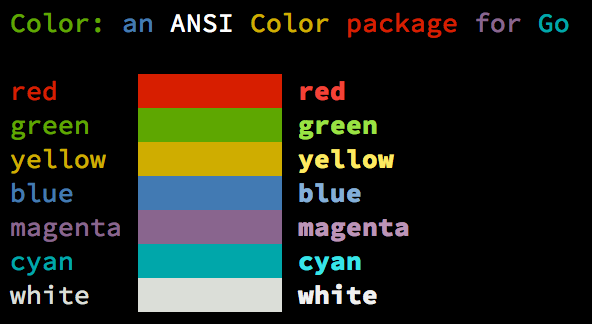 Color: an ANSI Color package for Go
red red
green green
yellow yellow
blue blue
magenta magenta
cyan cyan
white white